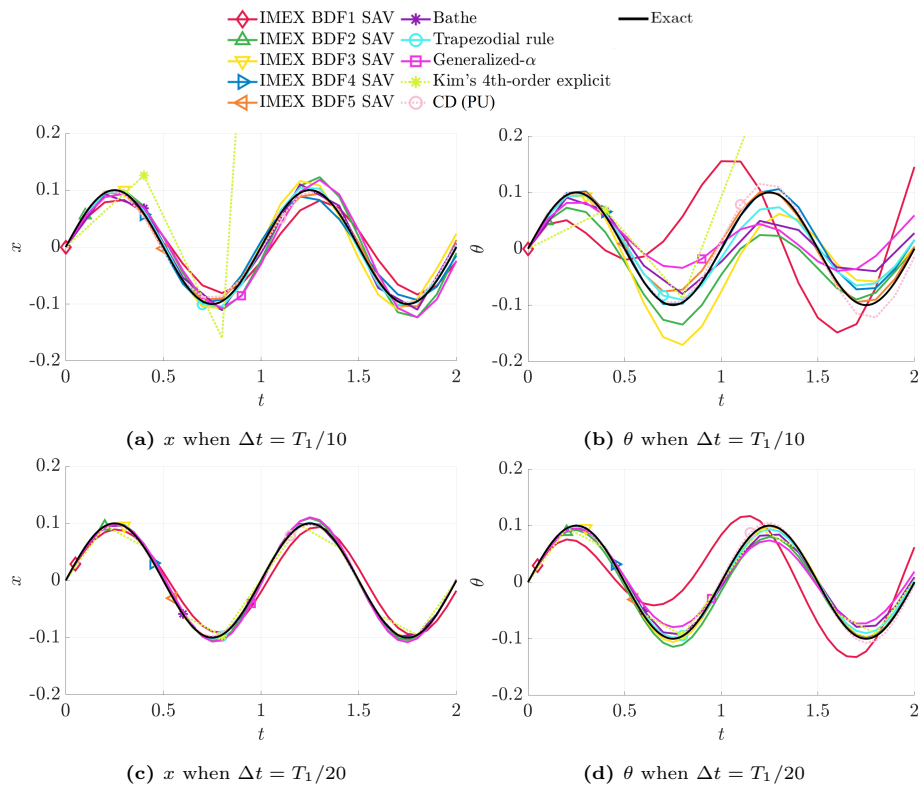 IMEX BDF1 SAV Bathe Exact
IMEX BDF2 SAV Trapezodial rule
IMEX BDF3 SAV Generalized-α
IMEX BDF4 SAV Kim's 4th-order explicit
IMEX BDF5 SAV CD (PU)
0.2
0.1
0
-0.1
-0.2
x
0 0.5 1 1.5 2
t
(a) x when Δt = T₁/10
0.2
0.1
0
-0.1
-0.2
θ
0 0.5 1 1.5 2
t
(b) θ when Δt = T₁/10
0.2
0.1
0
-0.1
-0.2
x
0 0.5 1 1.5 2
t
(c) x when Δt = T₁/20
0.2
0.1
0
-0.1
-0.2
θ
0 0.5 1 1.5 2
t
(d) θ when Δt = T₁/20